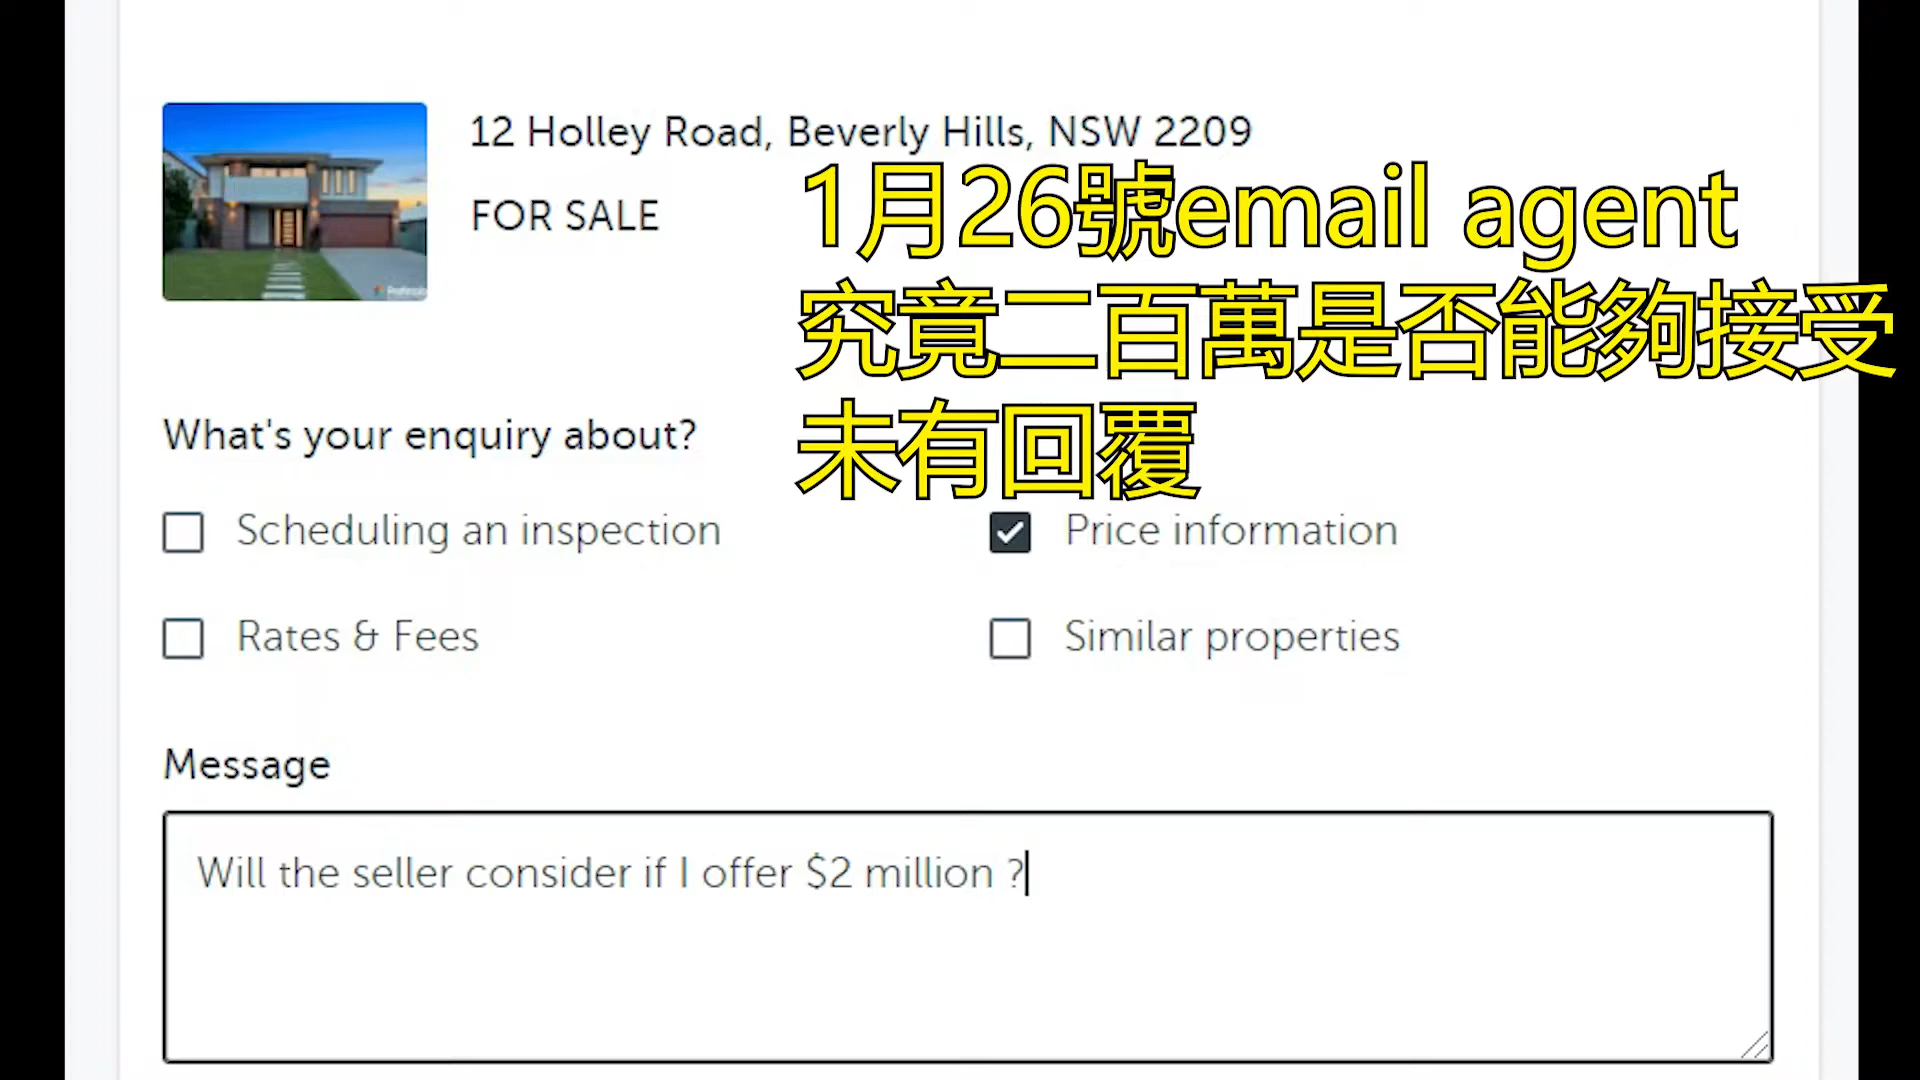 12 Holley Road, Beverly Hills, NSW 2209
FOR SALE
1月26號email agent
究竟二百萬是否能夠接受
未有回覆
What's your enquiry about?
Scheduling an inspection
Price information
Rates & Fees
Similar properties
Message
Will the seller consider if I offer $2 million ?